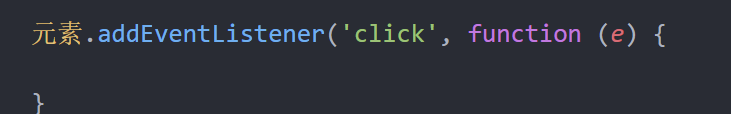 元素.addEventListener('click', function (e) {
}